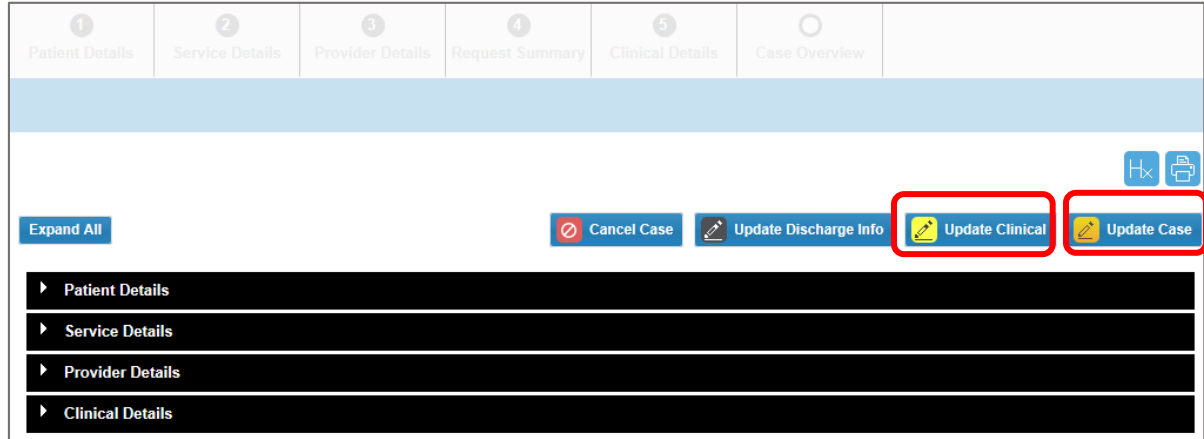 1 2 3 4 5
Patient Details Service Details Provider Details Request Summary Clinical Details Case Overview
Hx
Expand All Cancel Case Update Discharge Info Update Clinical Update Case
Patient Details
Service Details
Provider Details
Clinical Details